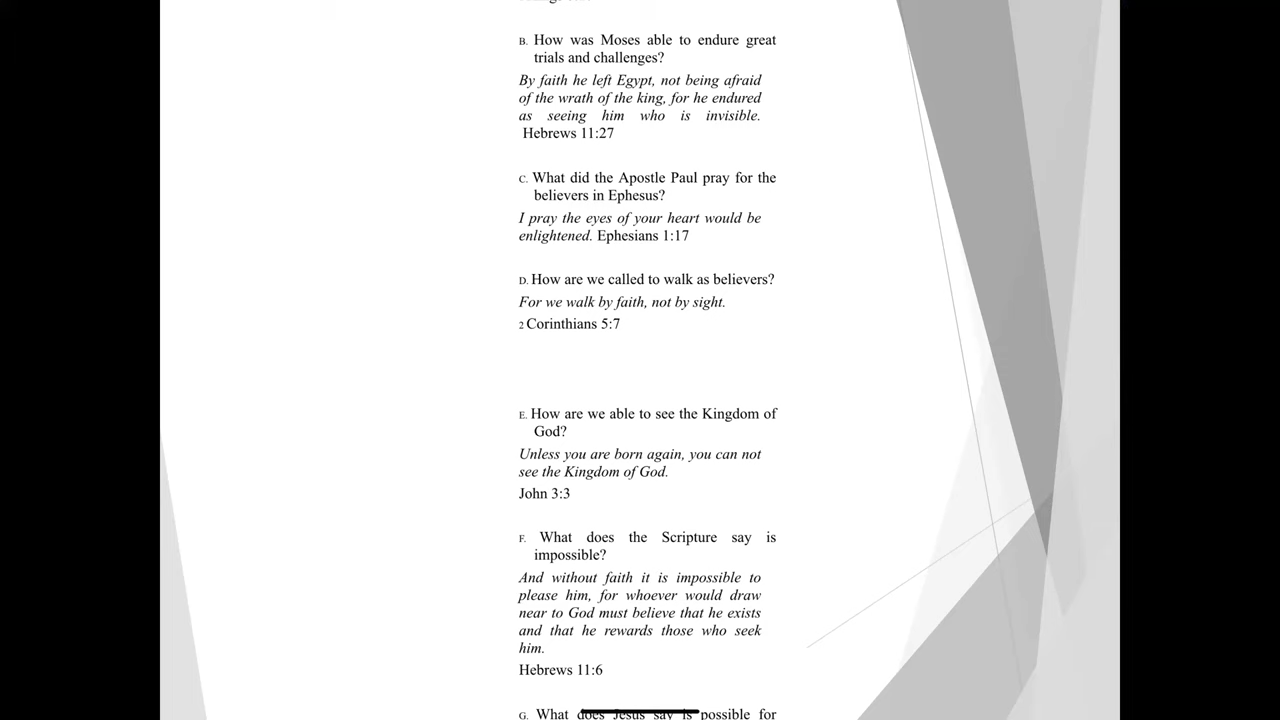 B. How was Moses able to endure great
trials and challenges?
By faith he left Egypt, not being afraid
of the wrath of the king, for he endured
as seeing him who is invisible.
Hebrews 11:27
C. What did the Apostle Paul pray for the
believers in Ephesus?
I pray the eyes of your heart would be
enlightened. Ephesians 1:17
D. How are we called to walk as believers?
For we walk by faith, not by sight.
2 Corinthians 5:7
E. How are we able to see the Kingdom of
God?
Unless you are born again, you can not
see the Kingdom of God.
John 3:3
F. What does the Scripture say is
impossible?
And without faith it is impossible to
please him, for whoever would draw
near to God must believe that he exists
and that he rewards those who seek
him.
Hebrews 11:6
G. What does Jesus say is possible for